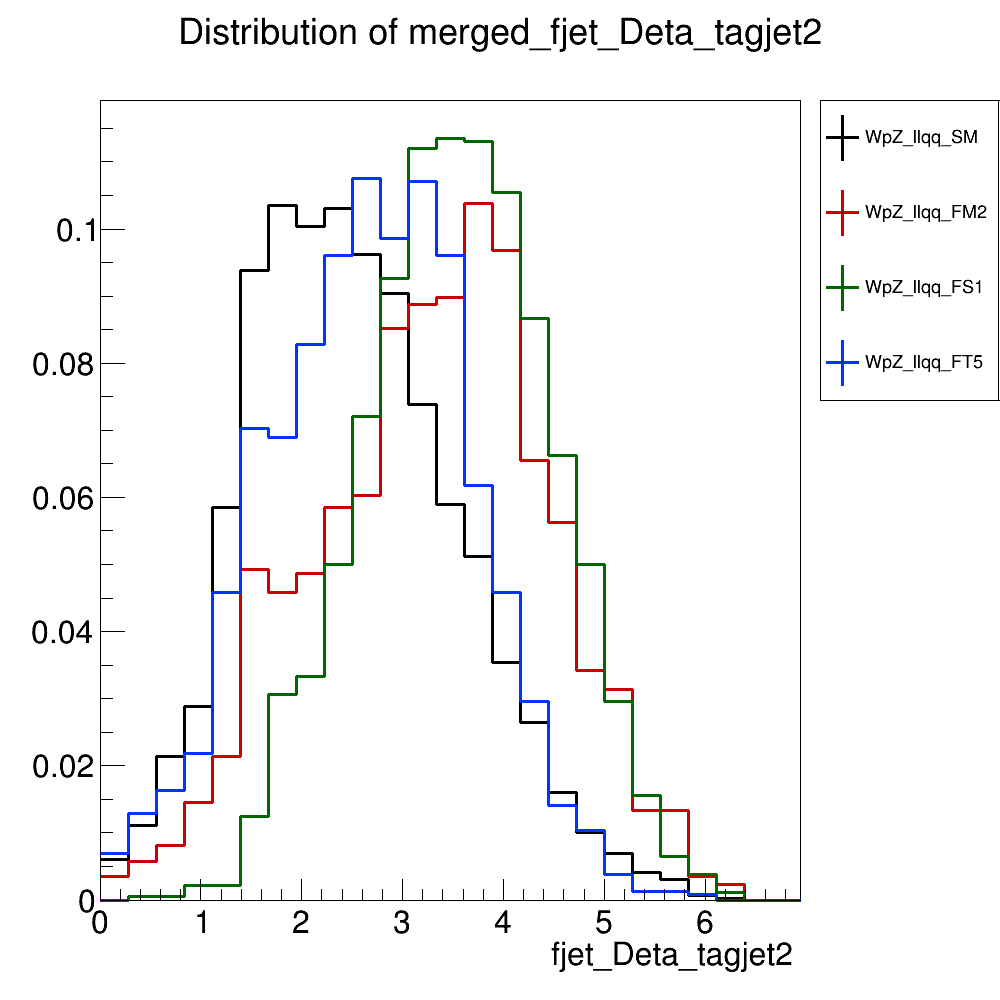 Distribution of merged_fjet_Deta_tagjet2
WpZ_llqq_SM
WpZ_llqq_FM2
WpZ_llqq_FS1
WpZ_llqq_FT5
0.1
0.08
0.06
0.04
0.02
0
0 1 2 3 4 5 6
fjet_Deta_tagjet2